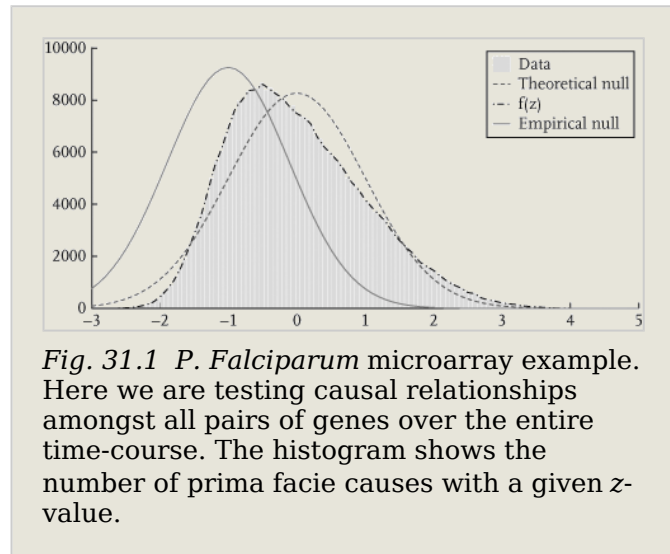 10000
8000
6000
4000
2000
0
−3 −2 −1 0 1 2 3 4 5
Data
Theoretical null
f(z)
Empirical null
Fig. 31.1 P. Falciparum microarray example.
Here we are testing causal relationships
amongst all pairs of genes over the entire
time-course. The histogram shows the
number of prima facie causes with a given z-
value.